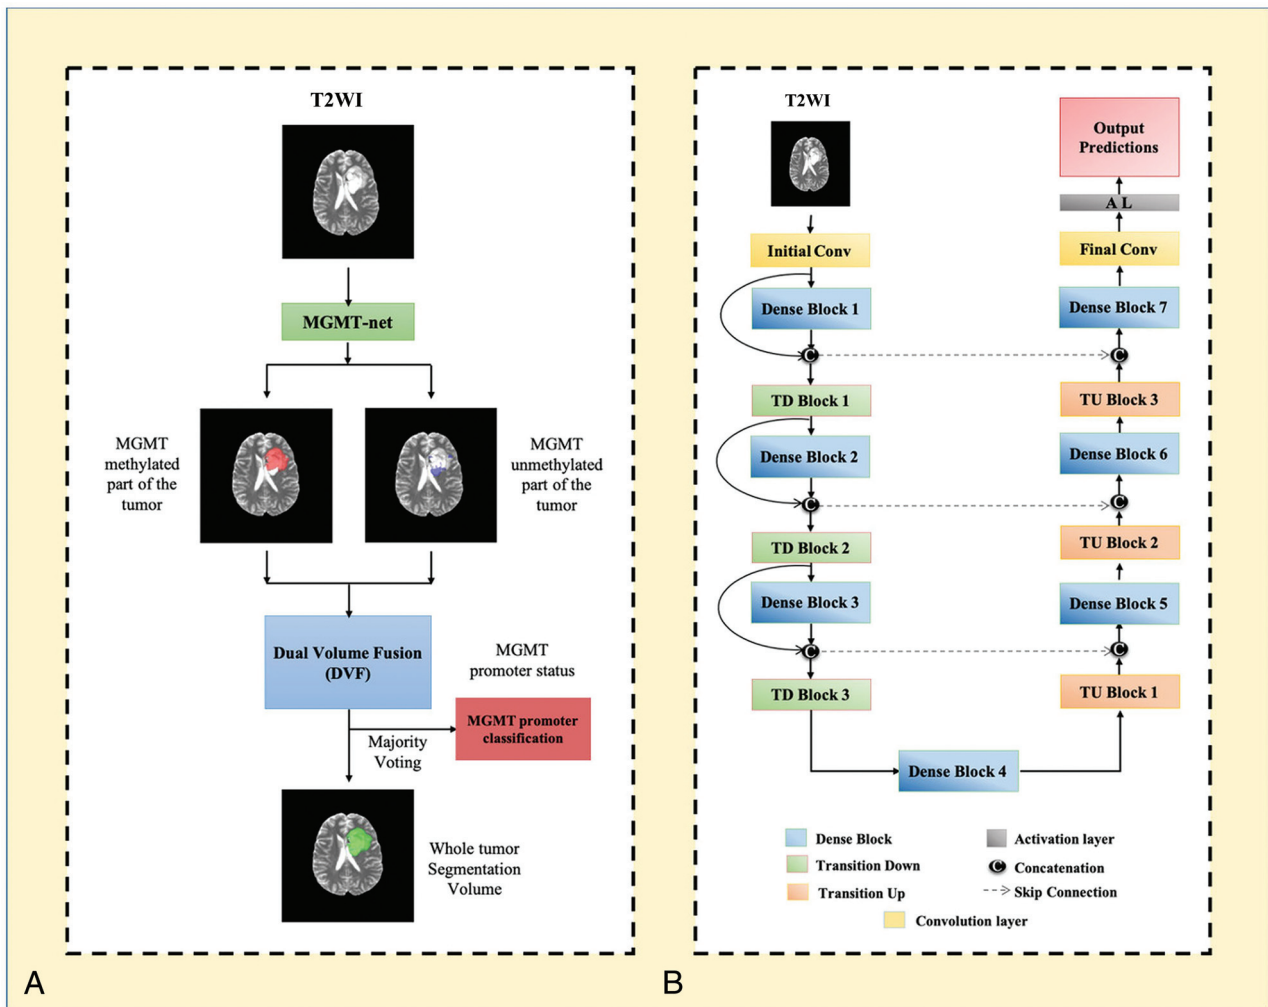 T2WI
MGMT-net
MGMT
methylated
part of the
tumor
MGMT
unmethylated
part of the
tumor
Dual Volume Fusion
(DVF)
MGMT
promoter status
MGMT promoter
classification
Majority
Voting
Whole tumor
Segmentation
Volume
A
T2WI
Initial Conv
Dense Block 1
C
TD Block 1
Dense Block 2
C
TD Block 2
Dense Block 3
C
TD Block 3
Dense Block 4
TU Block 1
C
Dense Block 5
TU Block 2
C
Dense Block 6
TU Block 3
C
Dense Block 7
Final Conv
A L
Output
Predictions
Dense Block
Transition Down
Transition Up
Activation layer
C Concatenation
Skip Connection
Convolution layer
B